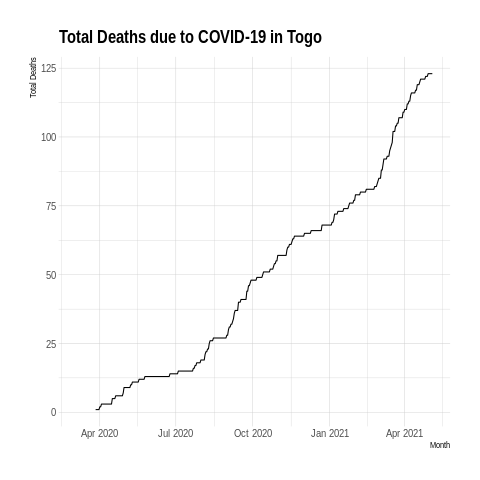 Total Deaths due to COVID-19 in Togo
Total Deaths
125
100
75
50
25
0
Apr 2020 Jul 2020 Oct 2020 Jan 2021 Apr 2021
Month